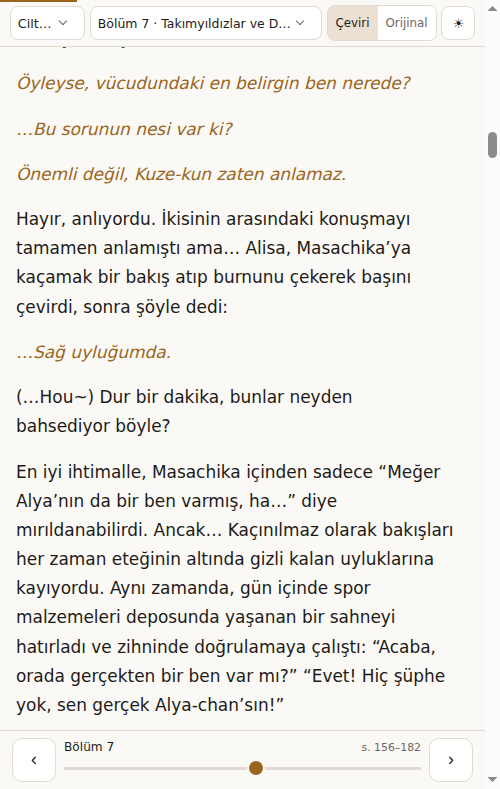 Cilt…
Bölüm 7 · Takımyıldızlar ve D…
Çeviri
Orijinal
Öyleyse, vücudundaki en belirgin ben nerede?
…Bu sorunun nesi var ki?
Önemli değil, Kuze-kun zaten anlamaz.
Hayır, anlıyordu. İkisinin arasındaki konuşmayı
tamamen anlamıştı ama… Alisa, Masachika’ya
kaçamak bir bakış atıp burnunu çekerek başını
çevirdi, sonra şöyle dedi:
…Sağ uyluğumda.
(…Hou~) Dur bir dakika, bunlar neyden
bahsediyor böyle?
En iyi ihtimalle, Masachika içinden sadece “Meğer
Alya’nın da bir ben varmış, ha…” diye
mırıldanabilirdi. Ancak… Kaçınılmaz olarak bakışları
her zaman eteğinin altında gizli kalan uyluklarına
kayıyordu. Aynı zamanda, gün içinde spor
malzemeleri deposunda yaşanan bir sahneyi
hatırladı ve zihninde doğrulamaya çalıştı: “Acaba,
orada gerçekten bir ben var mı?” “Evet! Hiç şüphe
yok, sen gerçek Alya-chan’sın!”
Bölüm 7
s. 156–182